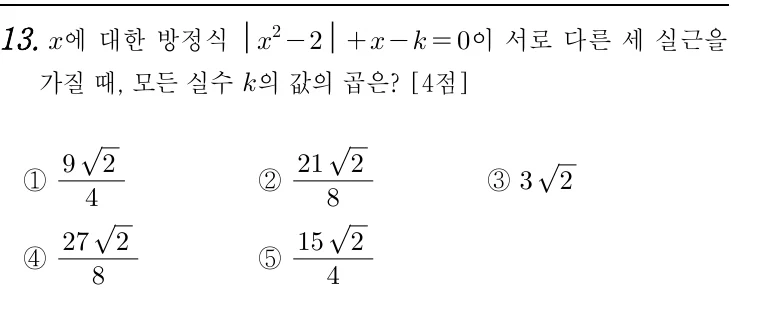 13. x에 대한 방정식 |x²-2|+x-k=0이 서로 다른 세 실근을
가질 때, 모든 실수 k의 값의 곱은? [4점]
① 9√2/4 ② 21√2/8 ③ 3√2
④ 27√2/8 ⑤ 15√2/4